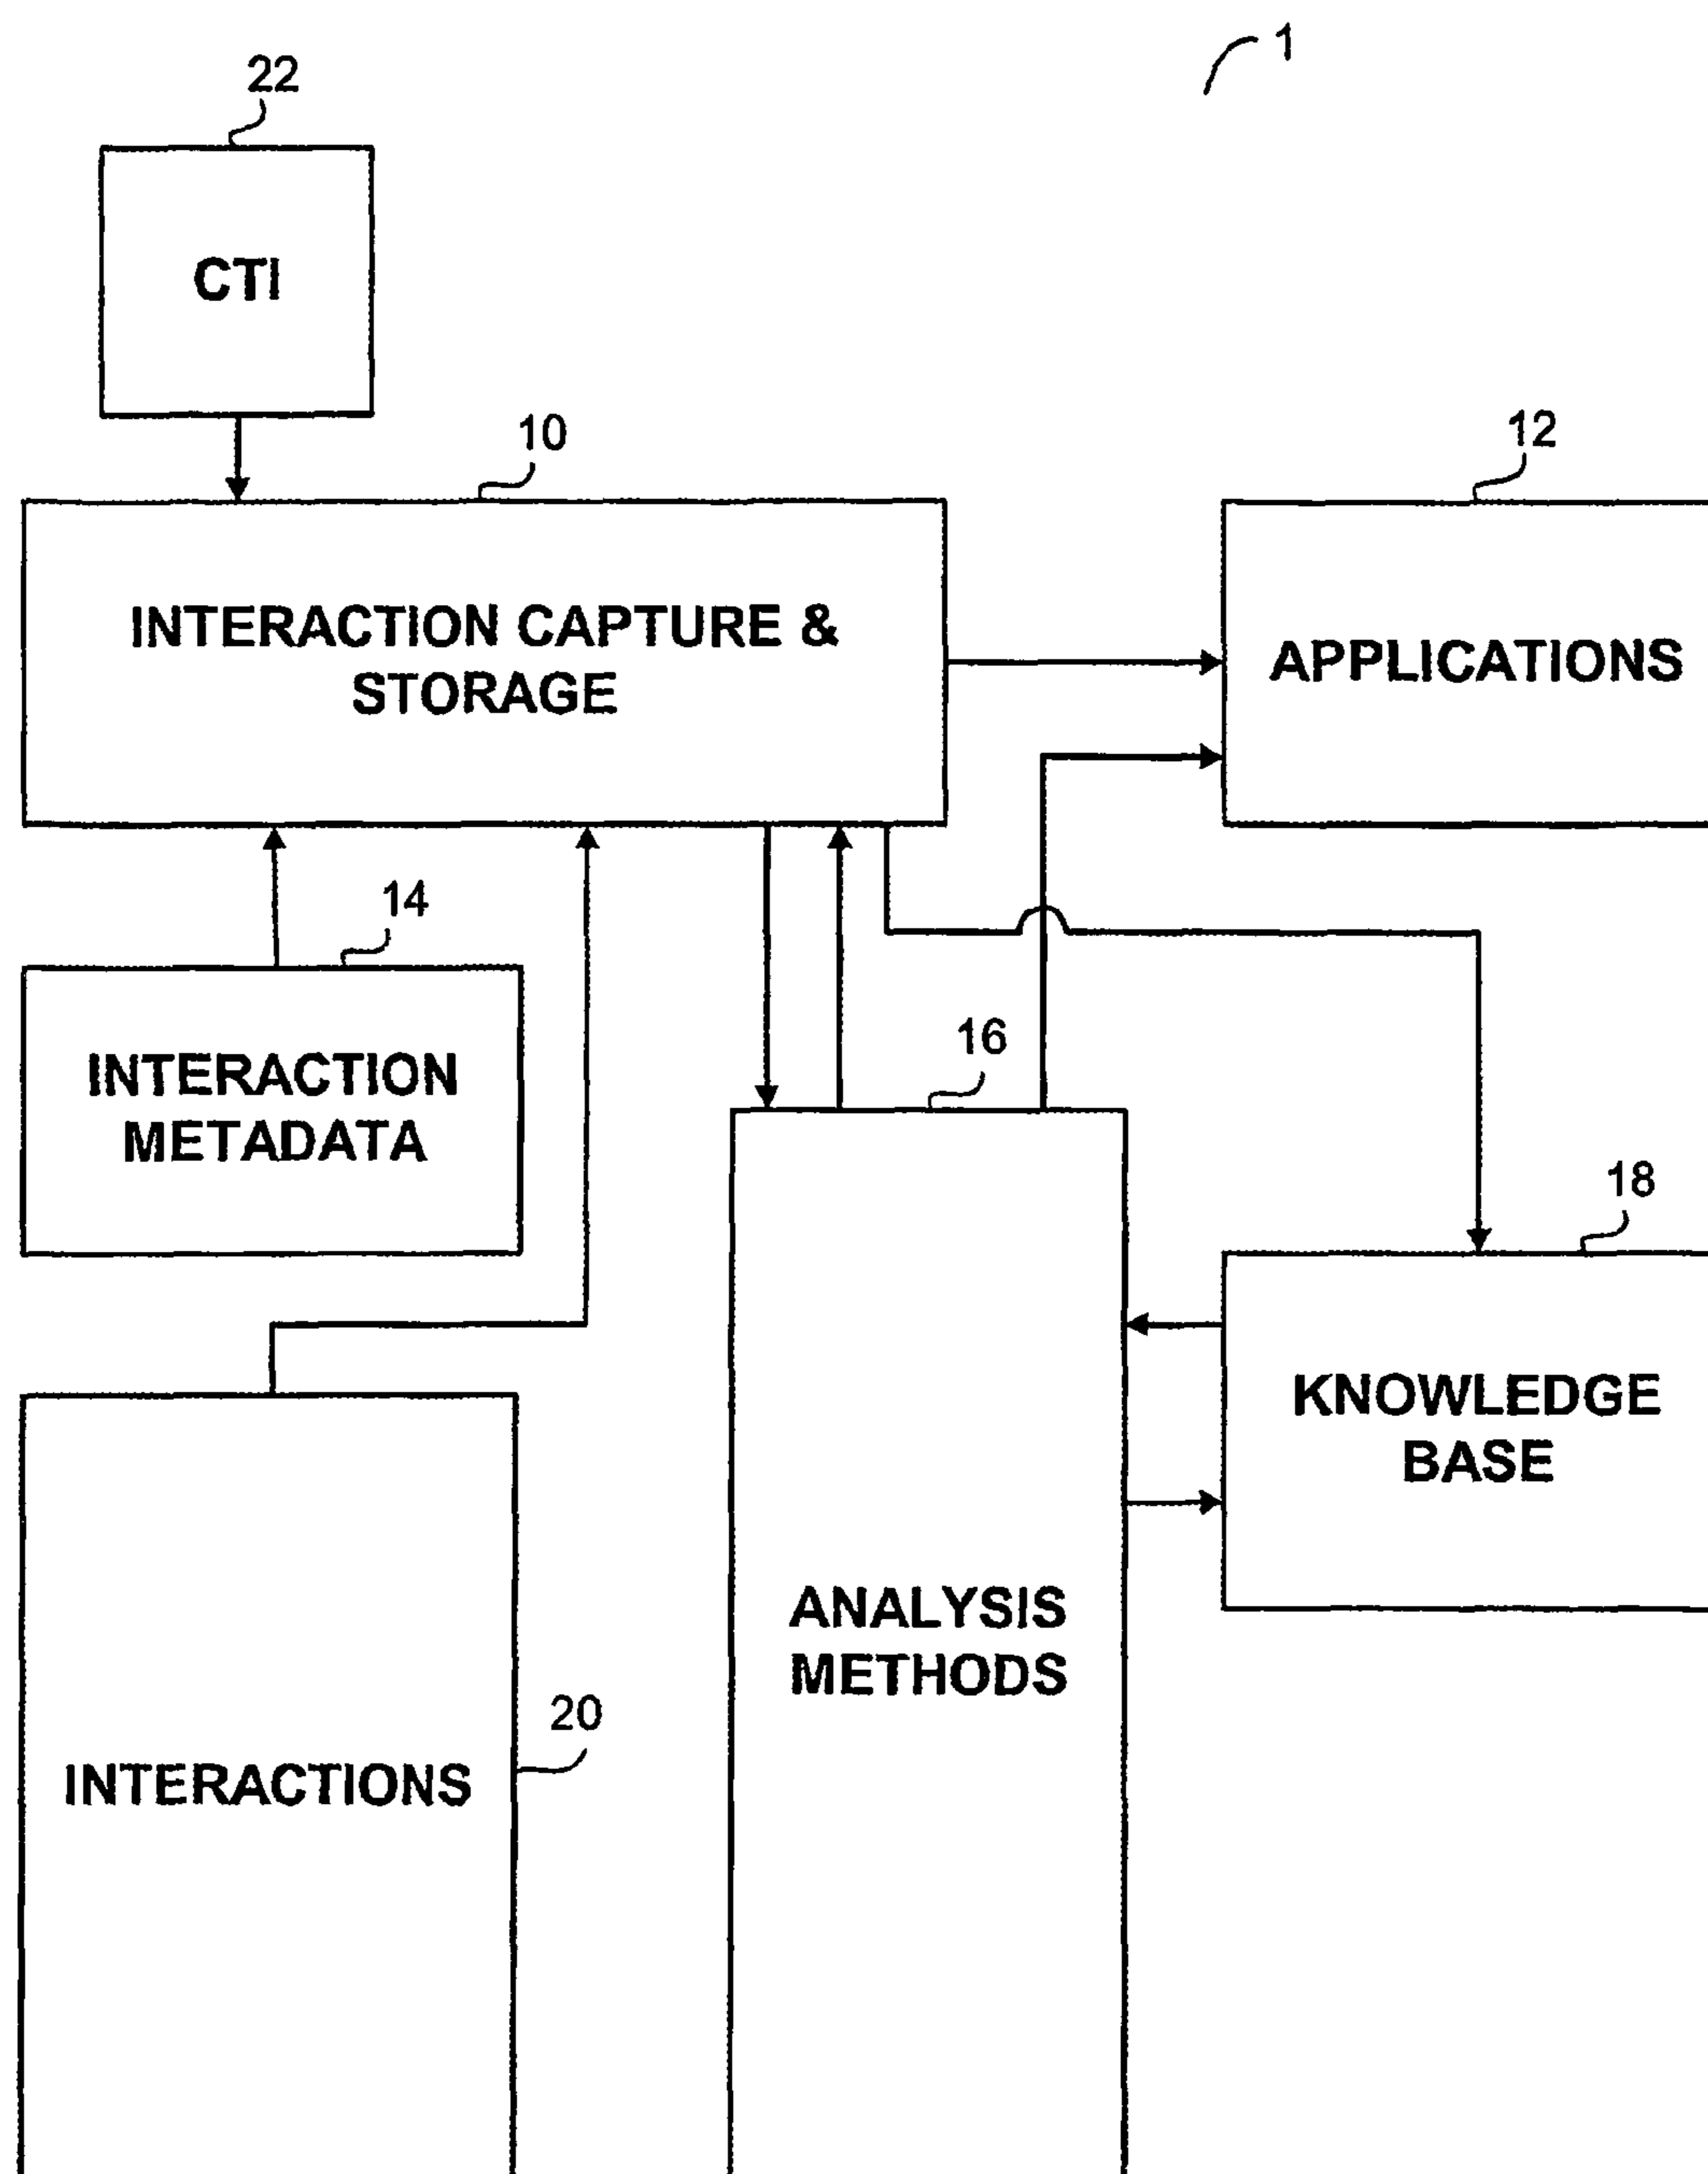 1
22
CTI
10
12
INTERACTION CAPTURE &
STORAGE
APPLICATIONS
14
INTERACTION
METADATA
16
18
KNOWLEDGE
BASE
ANALYSIS
METHODS
20
INTERACTIONS